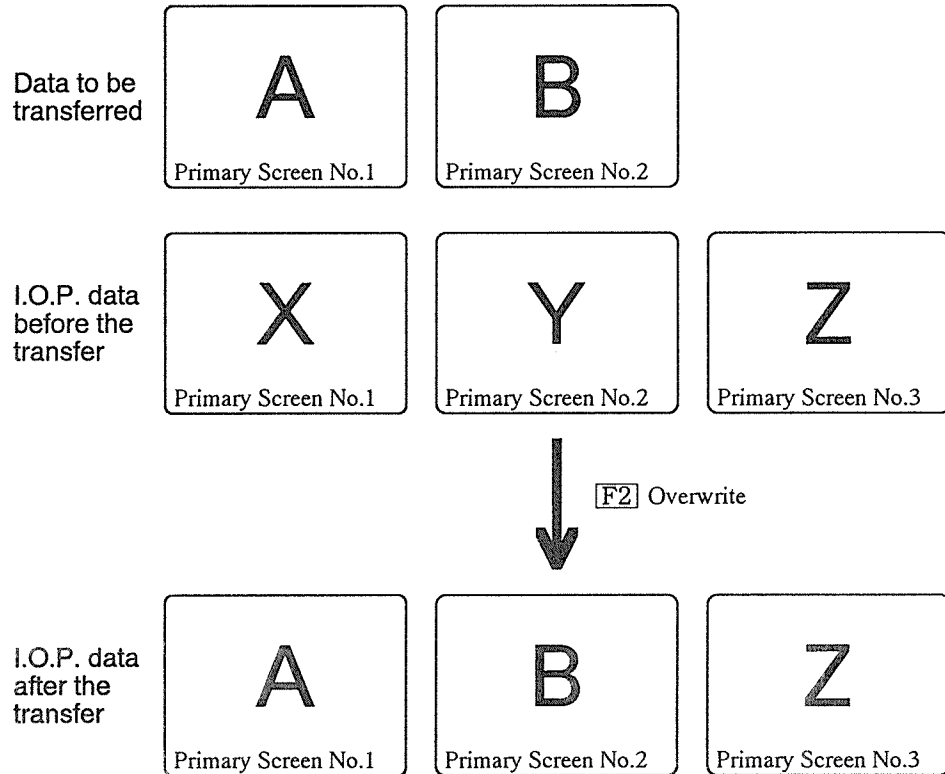 Data to be
transferred
A
Primary Screen No.1
B
Primary Screen No.2
I.O.P. data
before the
transfer
X
Primary Screen No.1
Y
Primary Screen No.2
Z
Primary Screen No.3
F2 Overwrite
I.O.P. data
after the
transfer
A
Primary Screen No.1
B
Primary Screen No.2
Z
Primary Screen No.3